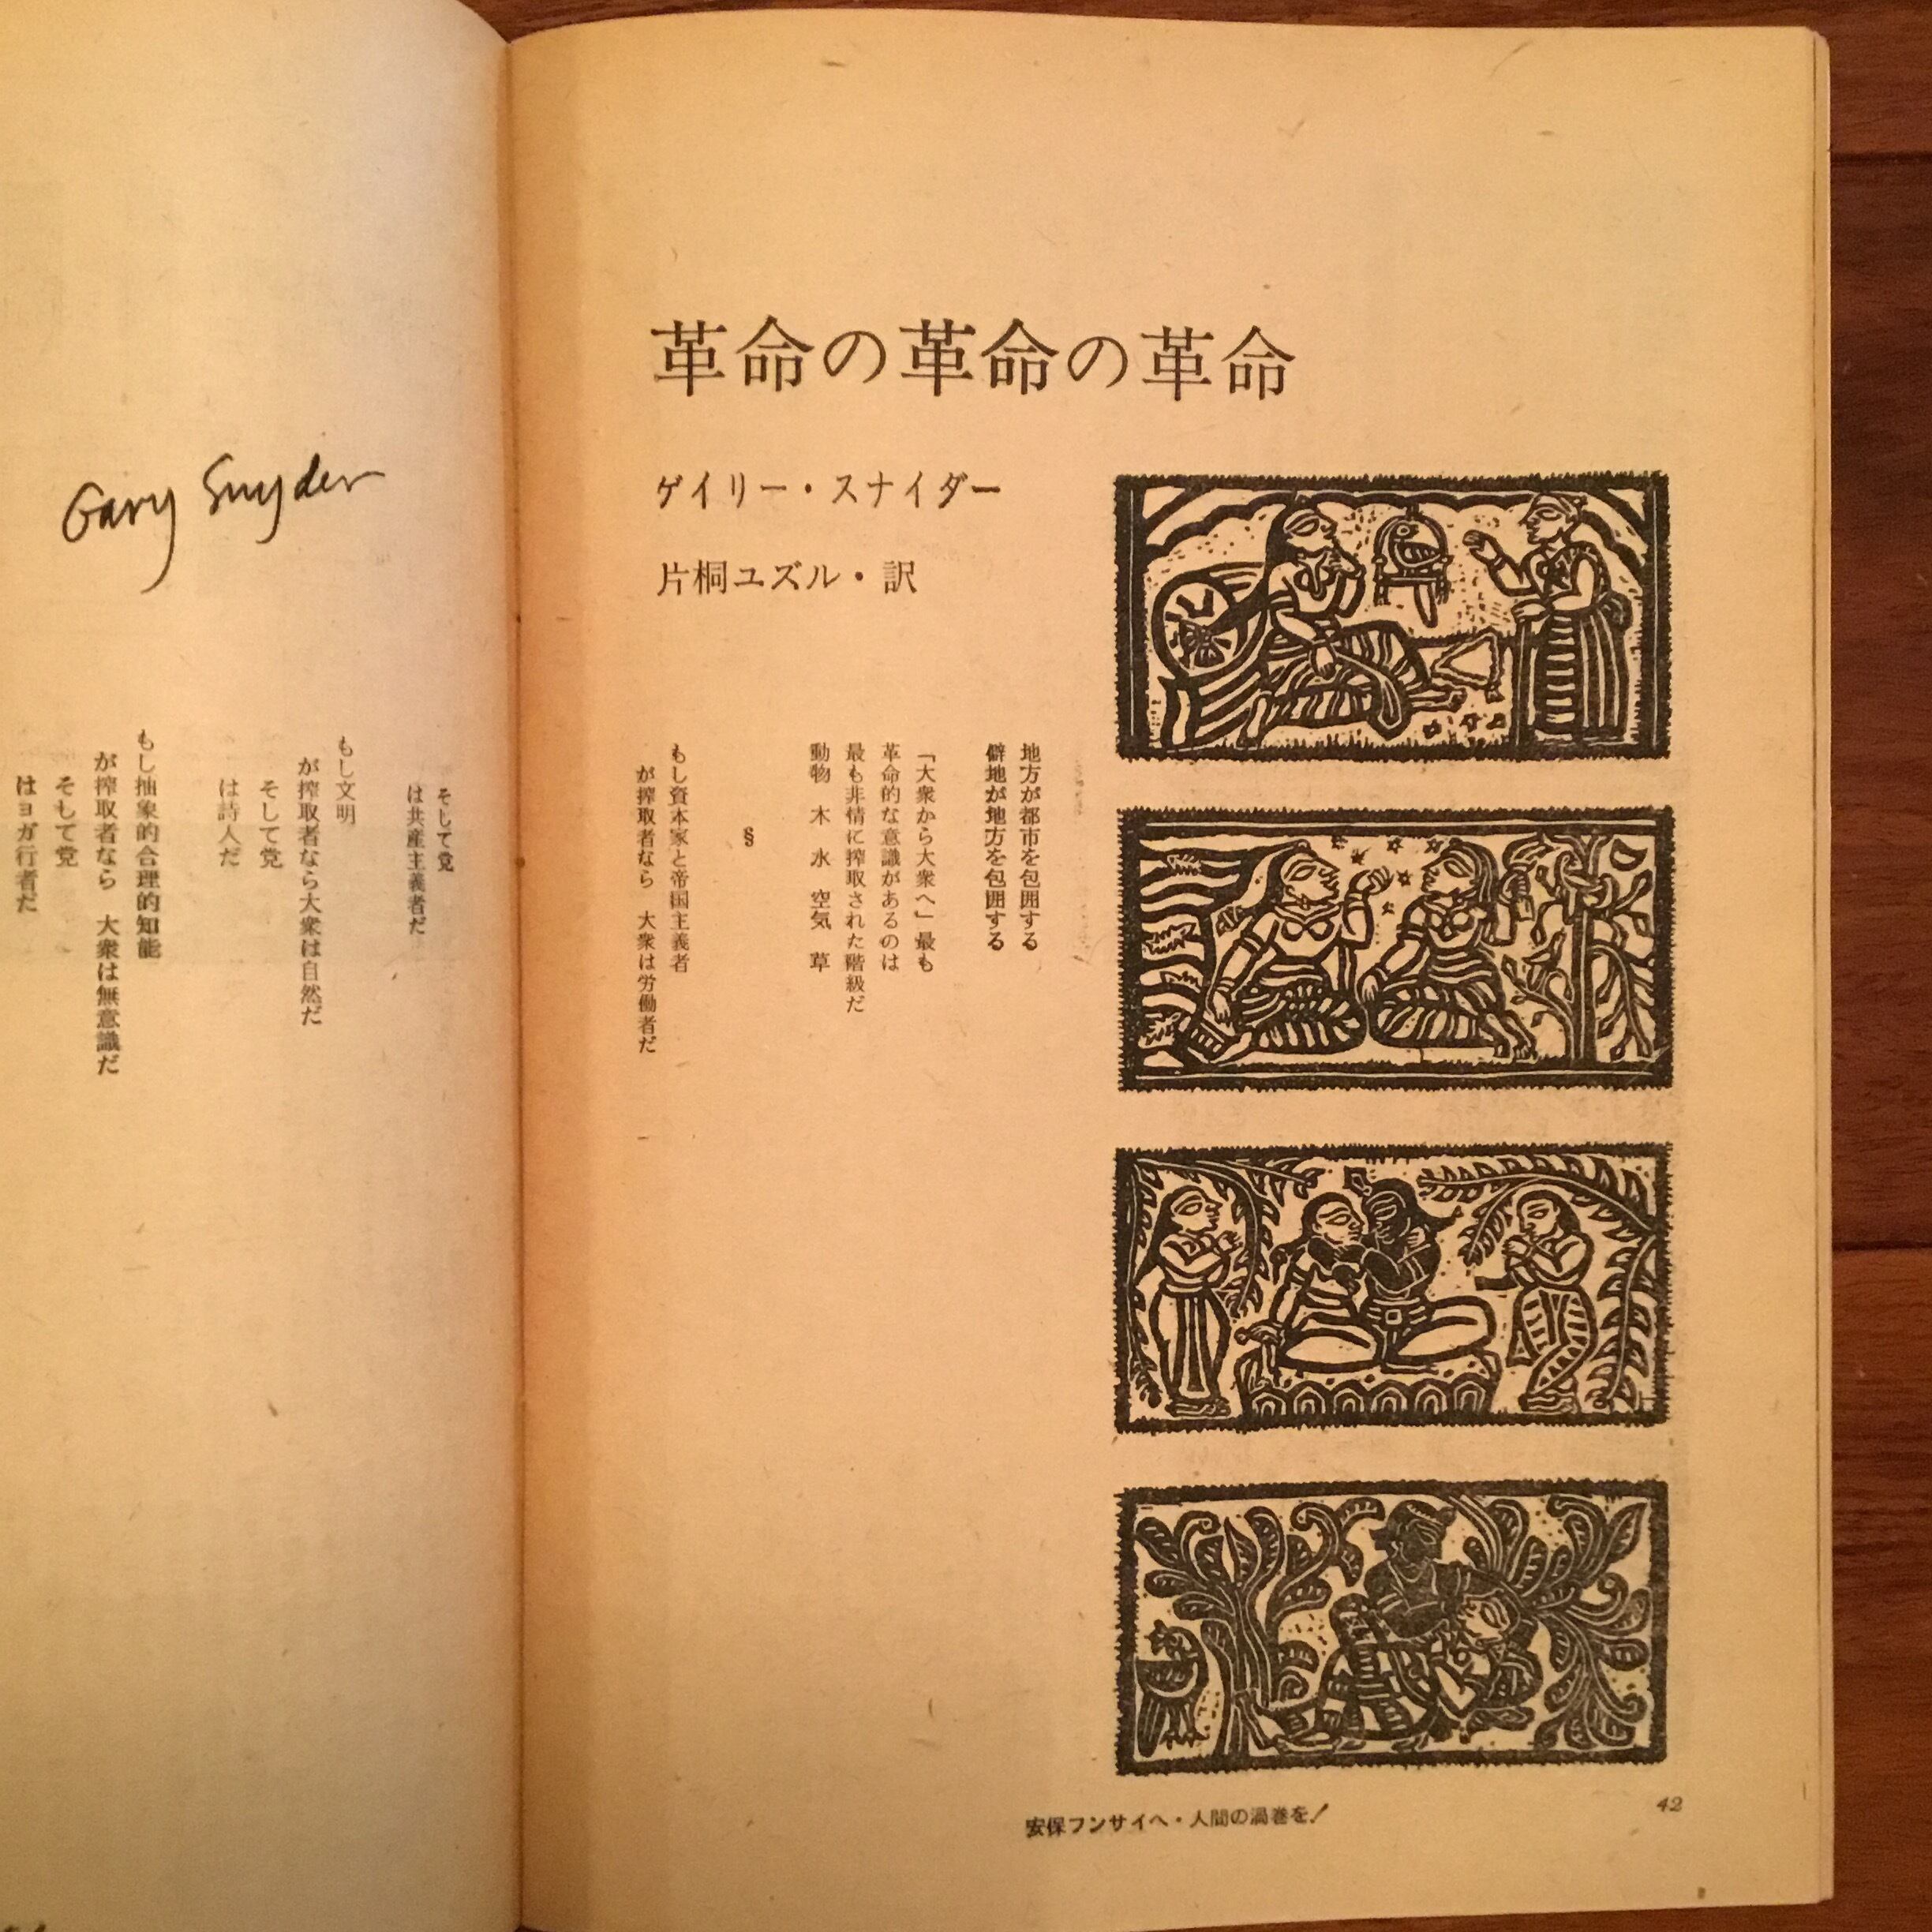 革命の革命の革命
ゲイリー・スナイダー
片桐ユズル・訳
地方が都市を包囲する
僻地が地方を包囲する
「大衆から大衆へ」最も
革命的な意識があるのは
最も非情に搾取された階級だ
動物 木 水 空気 草
§
もし資本家と帝国主義者
が搾取者なら 大衆は労働者だ
安保フンサイへ・人間の渦巻を!
42
Gary Snyder
そして党
は共産主義者だ
もし文明
が搾取者なら大衆は自然だ
そして党
は詩人だ
もし抽象的合理的知能
が搾取者なら 大衆は無意識だ
そもて党
はヨガ行者だ